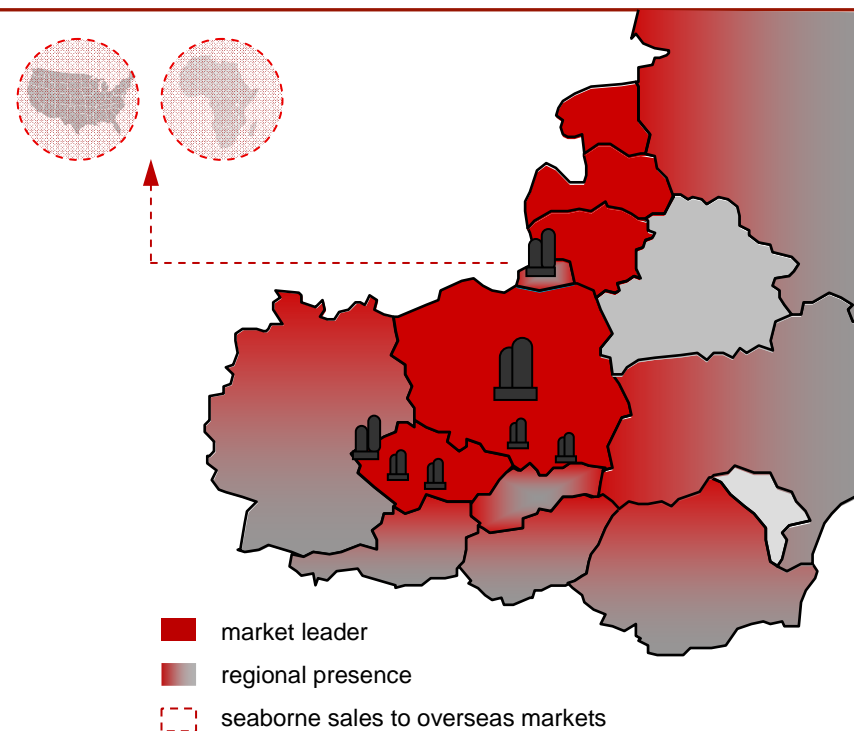 market leader
regional presence
seaborne sales to overseas markets